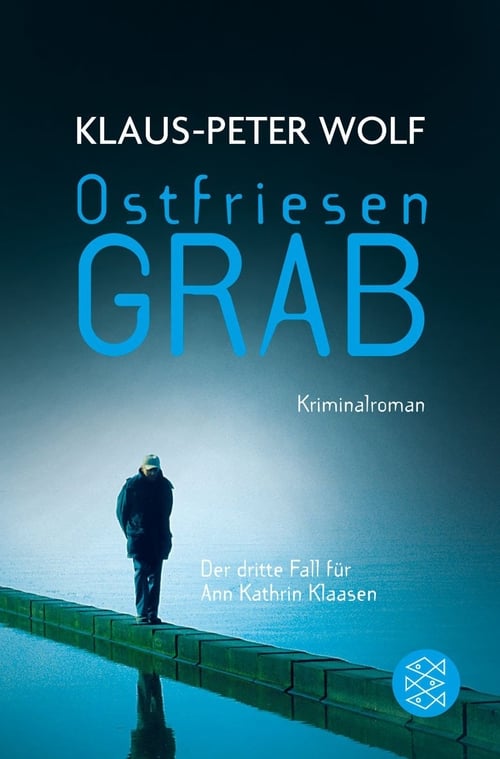 KLAUS-PETER WOLF
Ostfriesen
GRAB
Kriminalroman
Der dritte Fall für
Ann Kathrin Klaasen